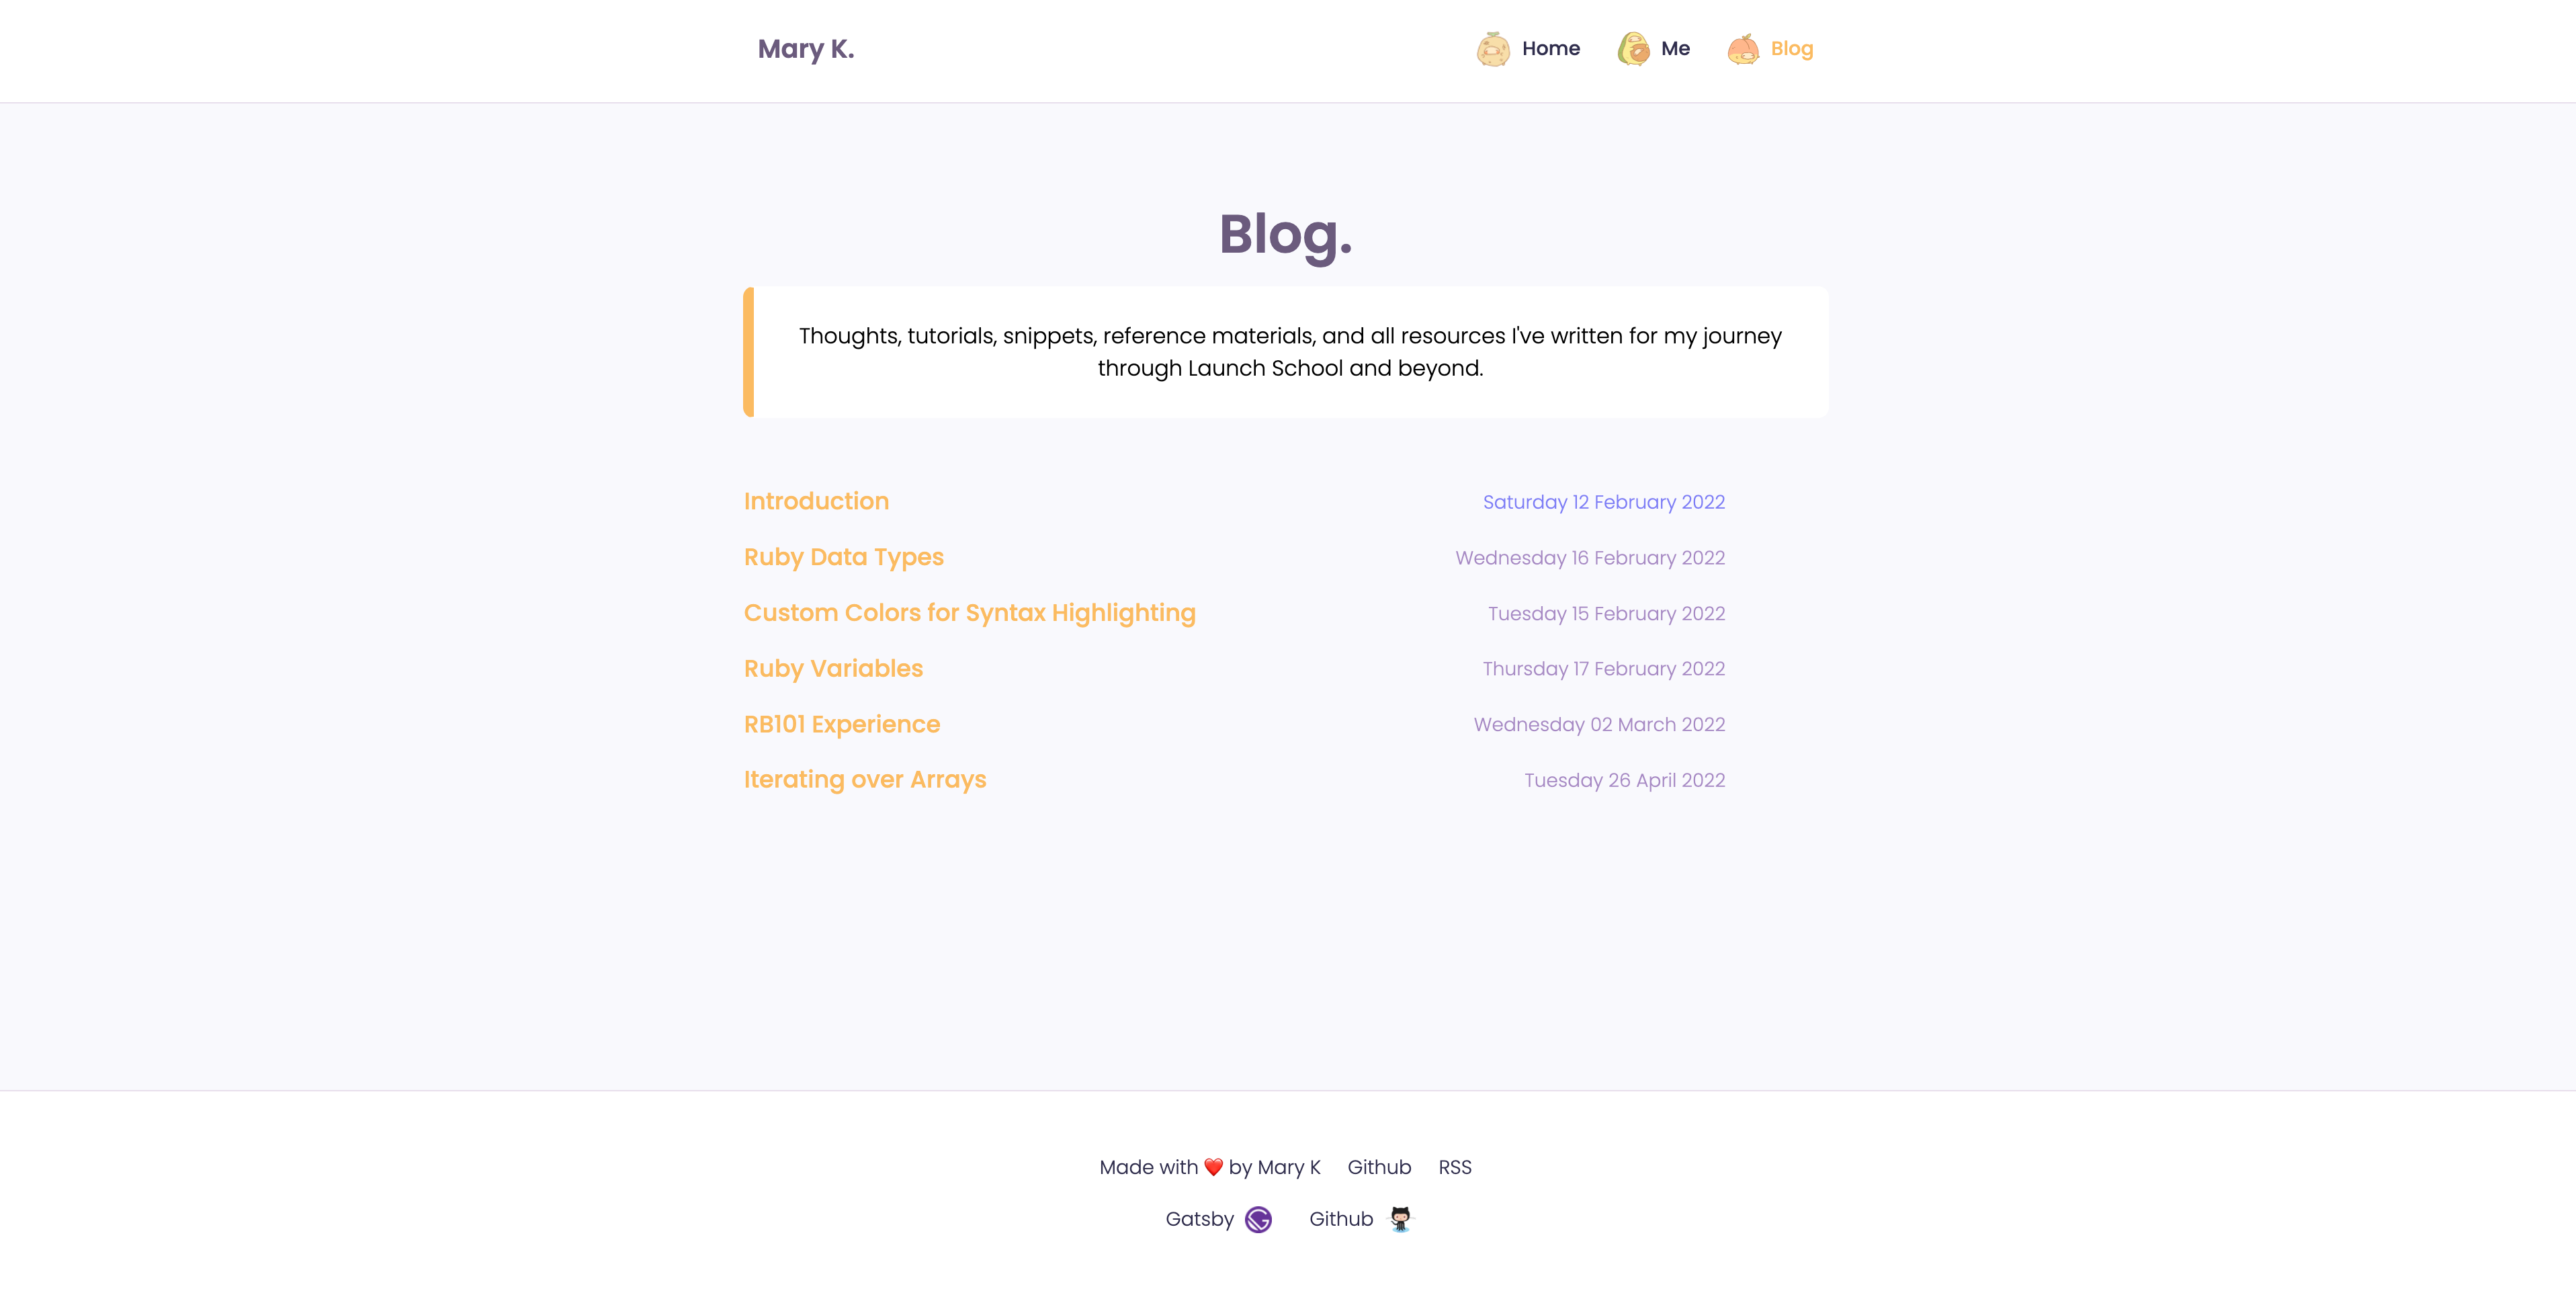 Mary K.
Home Me Blog
Blog.
Thoughts, tutorials, snippets, reference materials, and all resources I've written for my journey
through Launch School and beyond.
Introduction Saturday 12 February 2022
Ruby Data Types Wednesday 16 February 2022
Custom Colors for Syntax Highlighting Tuesday 15 February 2022
Ruby Variables Thursday 17 February 2022
RB101 Experience Wednesday 02 March 2022
Iterating over Arrays Tuesday 26 April 2022
Made with ❤️ by Mary K Github RSS
Gatsby Github